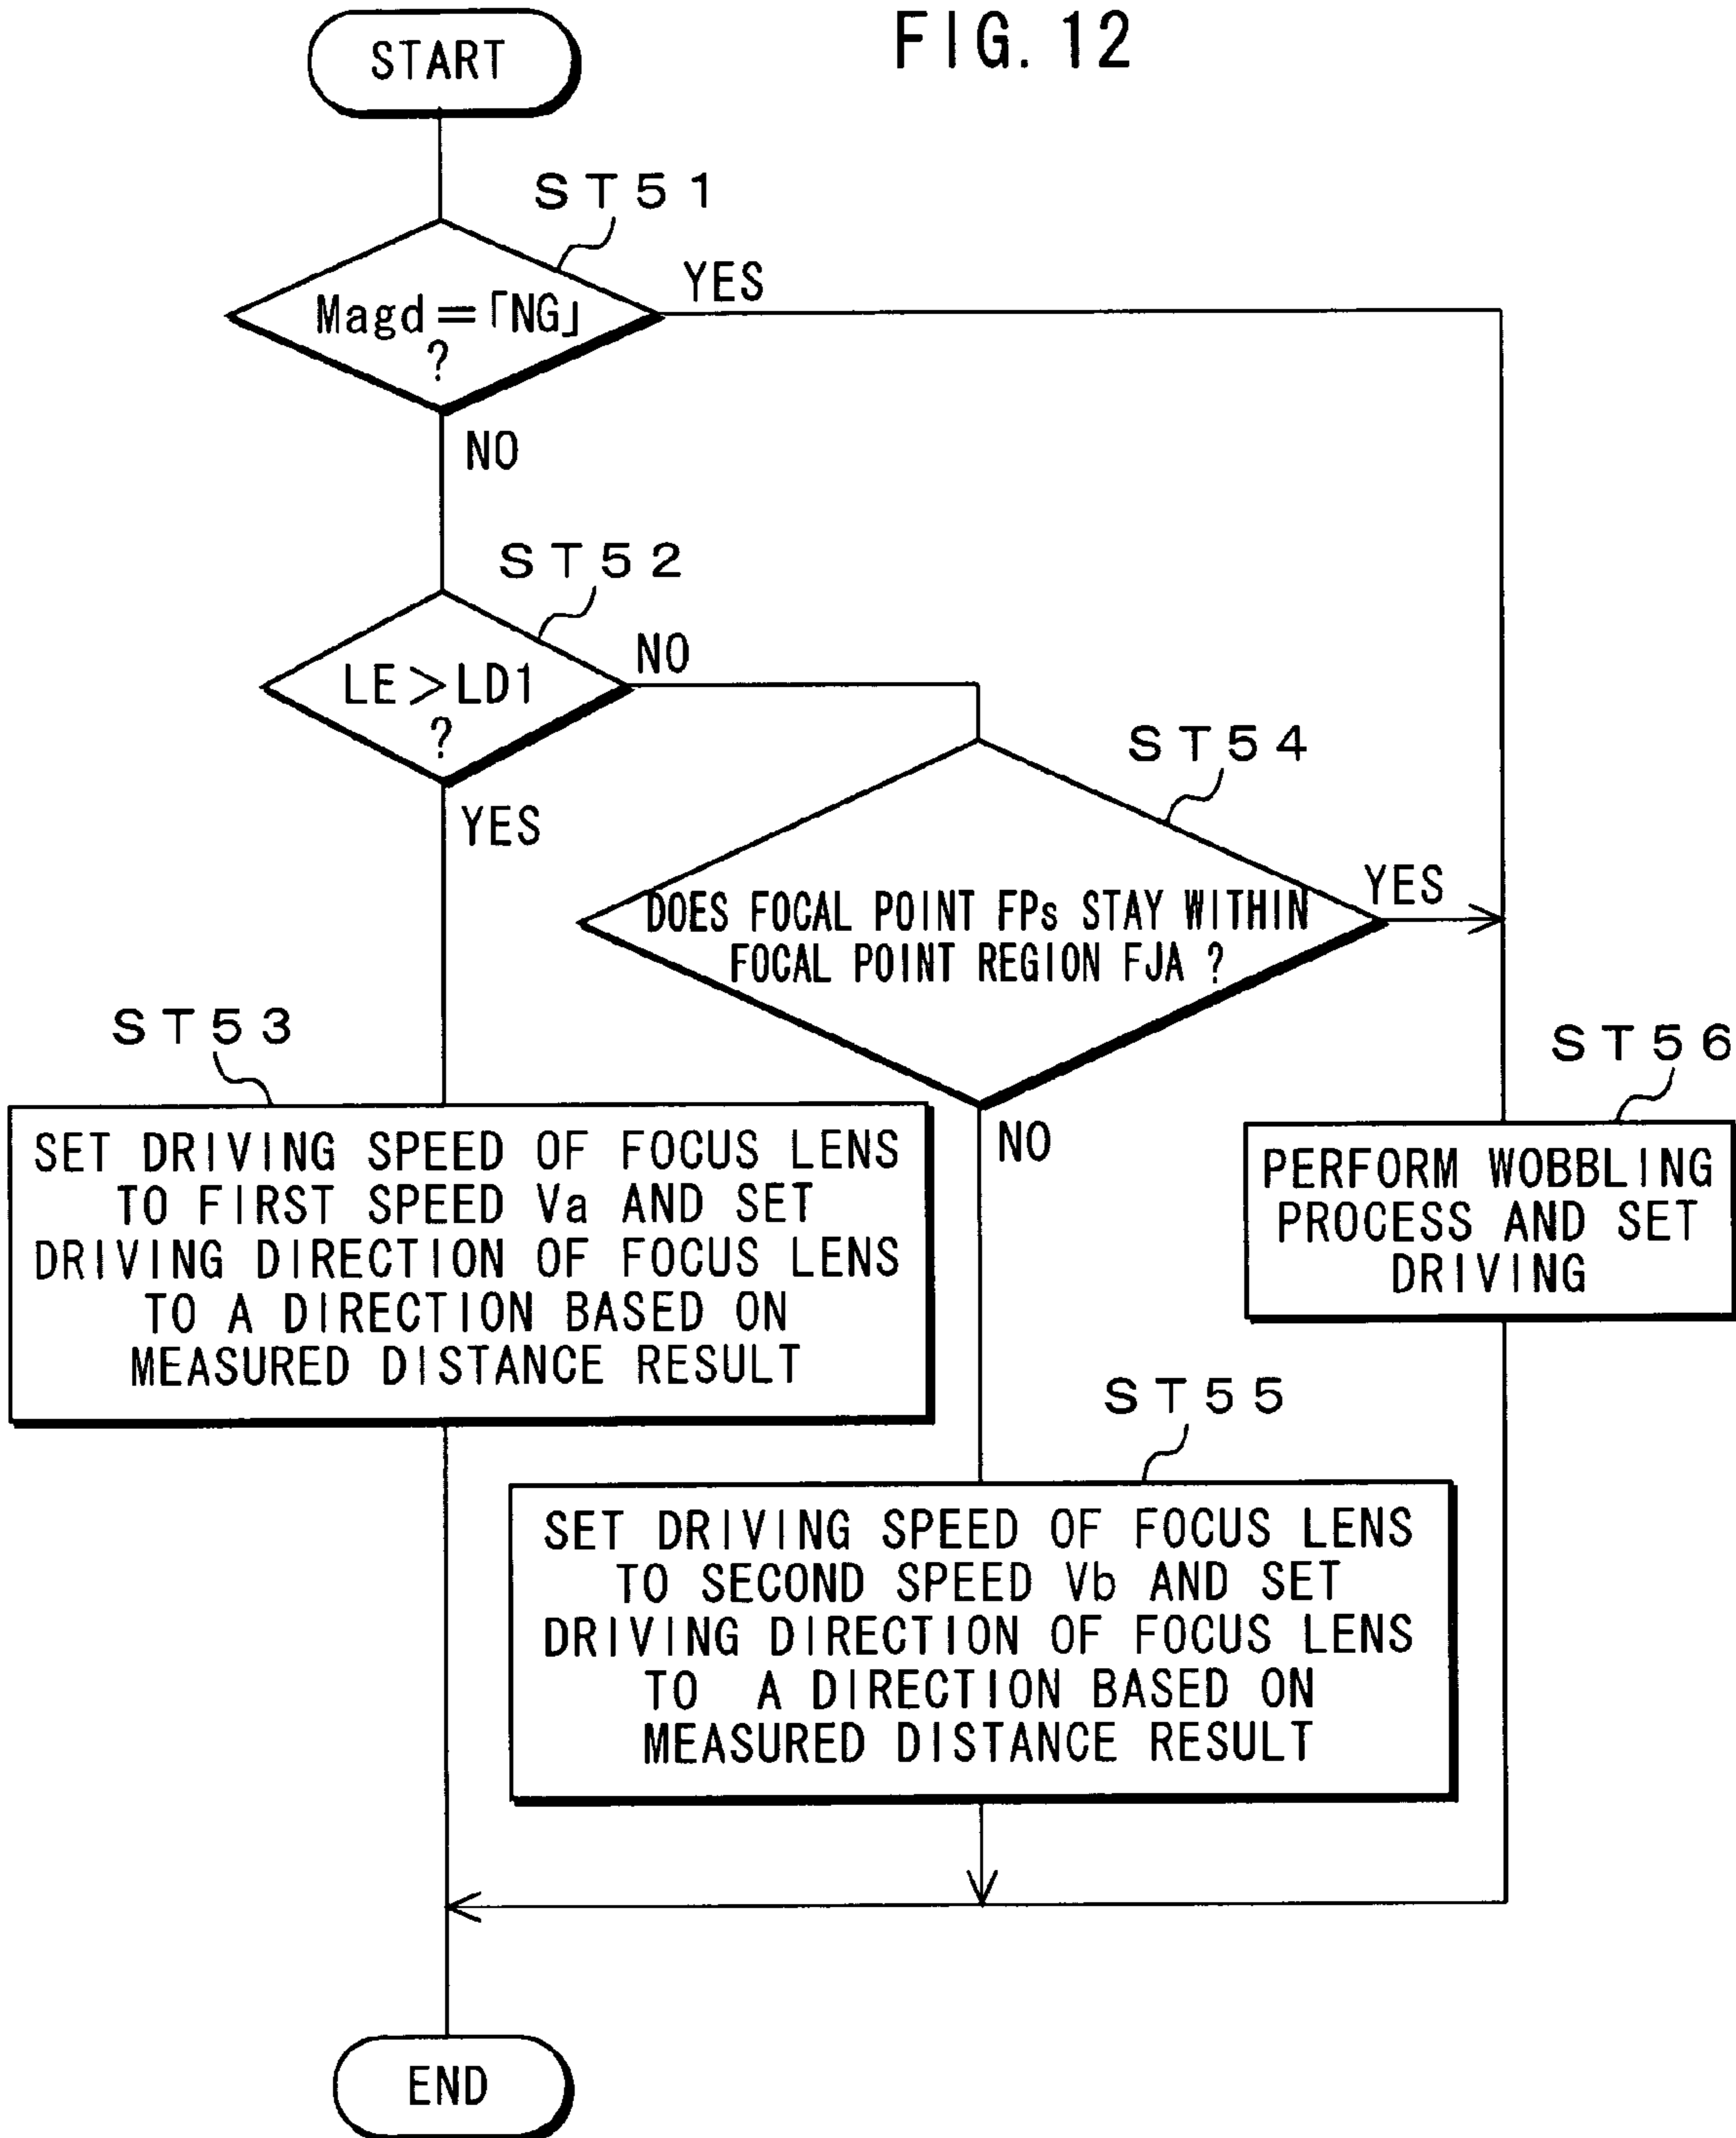 FIG. 12
START
ST51
Magd=「NG」
?
YES
NO
ST52
LE>LD1
?
NO
YES
ST54
DOES FOCAL POINT FPs STAY WITHIN
FOCAL POINT REGION FJA ?
YES
NO
ST53
SET DRIVING SPEED OF FOCUS LENS
TO FIRST SPEED Va AND SET
DRIVING DIRECTION OF FOCUS LENS
TO A DIRECTION BASED ON
MEASURED DISTANCE RESULT
ST56
PERFORM WOBBLING
PROCESS AND SET
DRIVING
ST55
SET DRIVING SPEED OF FOCUS LENS
TO SECOND SPEED Vb AND SET
DRIVING DIRECTION OF FOCUS LENS
TO A DIRECTION BASED ON
MEASURED DISTANCE RESULT
END